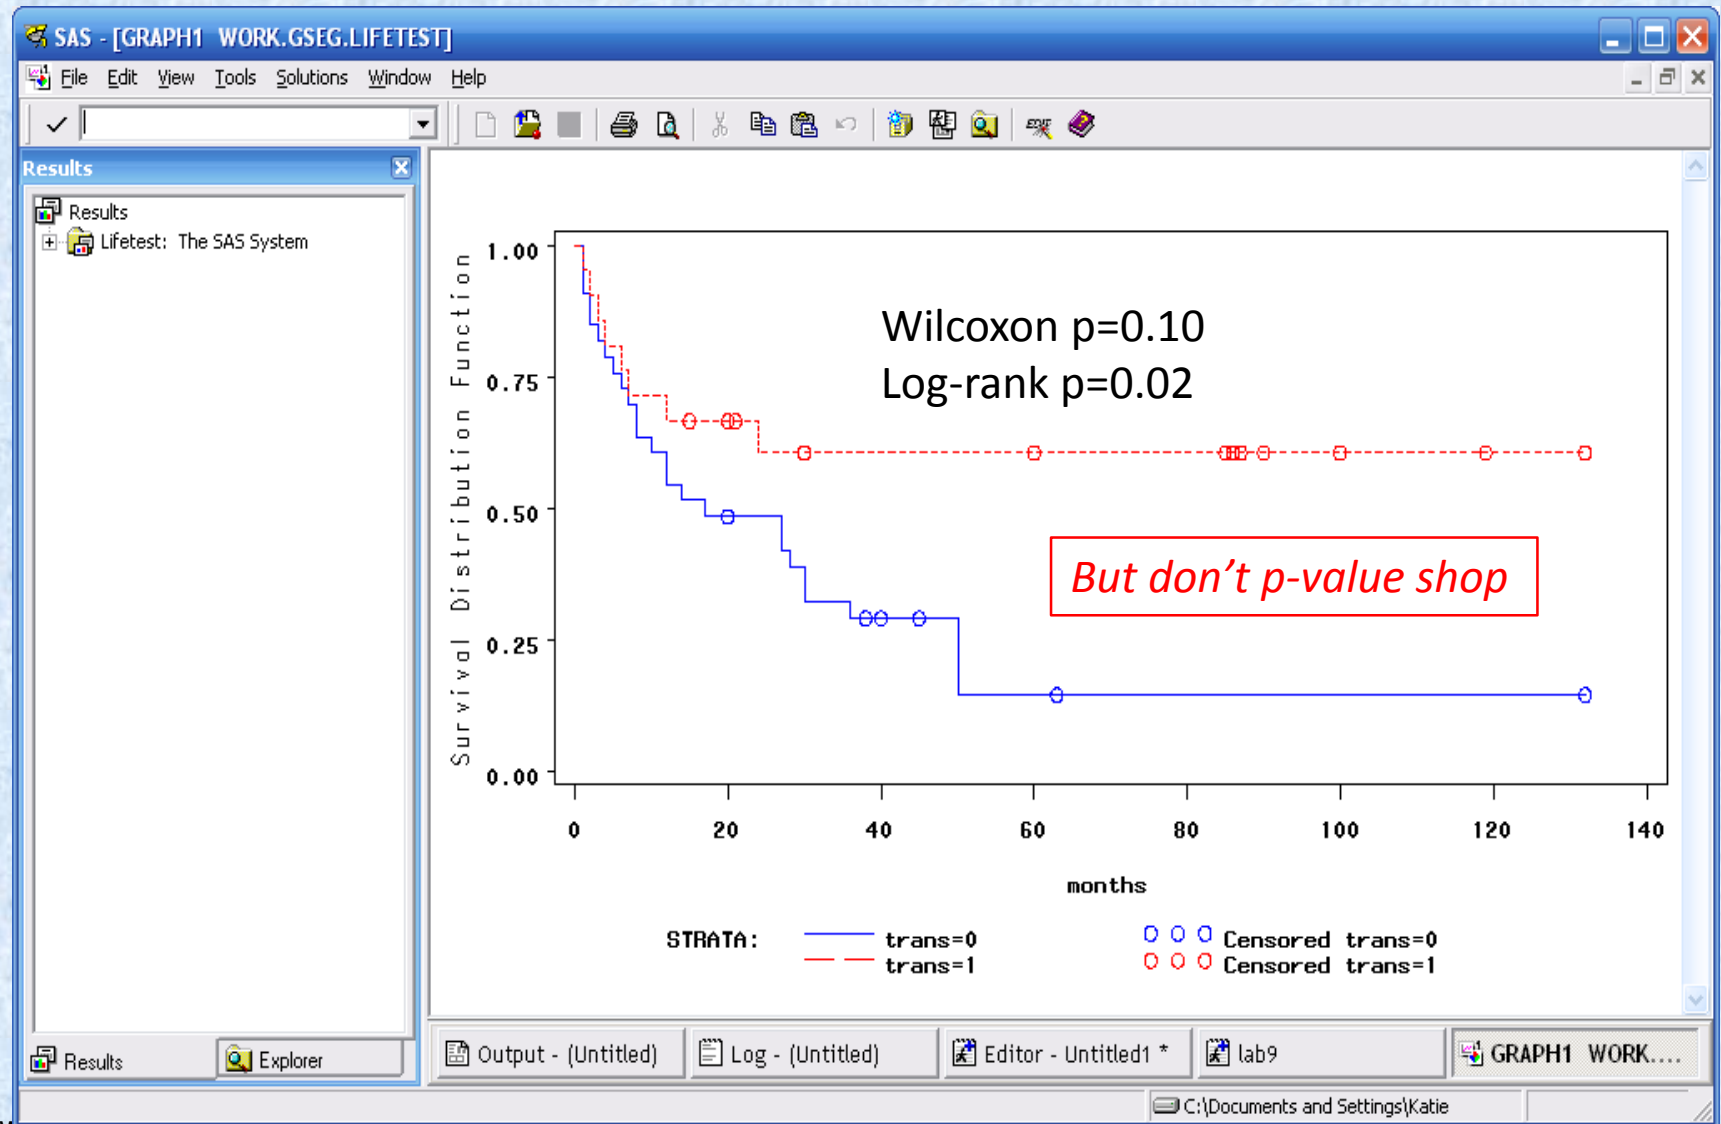 SAS - [GRAPH1 WORK.GSEG.LIFETEST]
File Edit View Tools Solutions Window Help
Results
Results
Lifetest: The SAS System
Survival Distribution Function
1.00
0.75
0.50
0.25
0.00
Wilcoxon p=0.10
Log-rank p=0.02
But don’t p-value shop
0 20 40 60 80 100 120 140
months
STRATA: trans=0 Censored trans=0
trans=1 Censored trans=1
Results Explorer
Output - (Untitled) Log - (Untitled) Editor - Untitled1 * lab9 GRAPH1 WORK....
C:\Documents and Settings\Katie